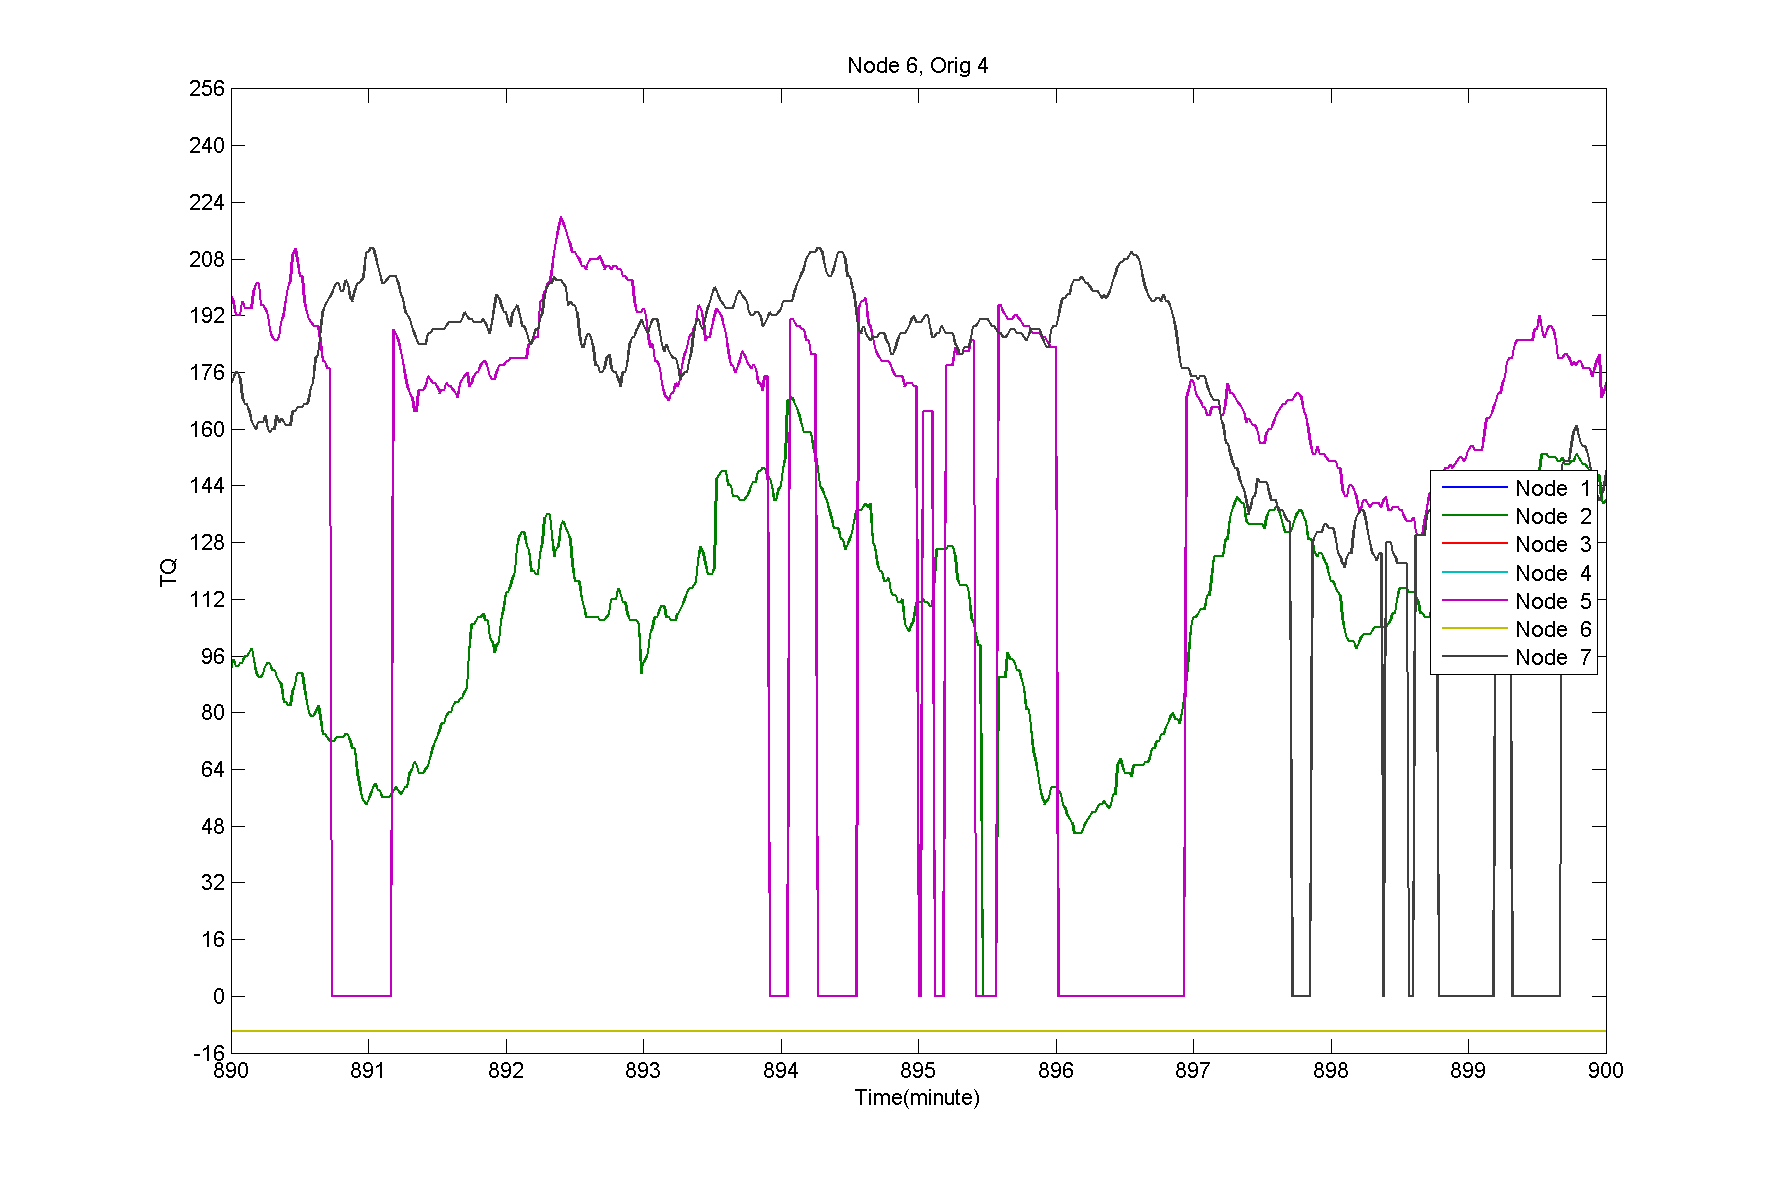 Node 6, Orig 4
256
240
224
208
192
176
160
144
128
112
96
80
64
48
32
16
0
-16
TQ
Node 1
Node 2
Node 3
Node 4
Node 5
Node 6
Node 7
890 891 892 893 894 895 896 897 898 899 900
Time(minute)